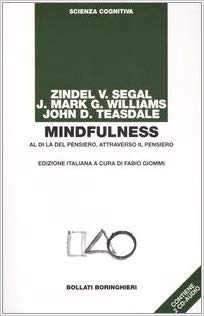 SCIENZA COGNITIVA
ZINDEL V. SEGAL
J. MARK G. WILLIAMS
JOHN D. TEASDALE
MINDFULNESS
AL DI LÀ DEL PENSIERO, ATTRAVERSO IL PENSIERO
EDIZIONE ITALIANA A CURA DI FABIO GIOMMI
CONTIENE
2 CD-AUDIO
BOLLATI BORINGHIERI